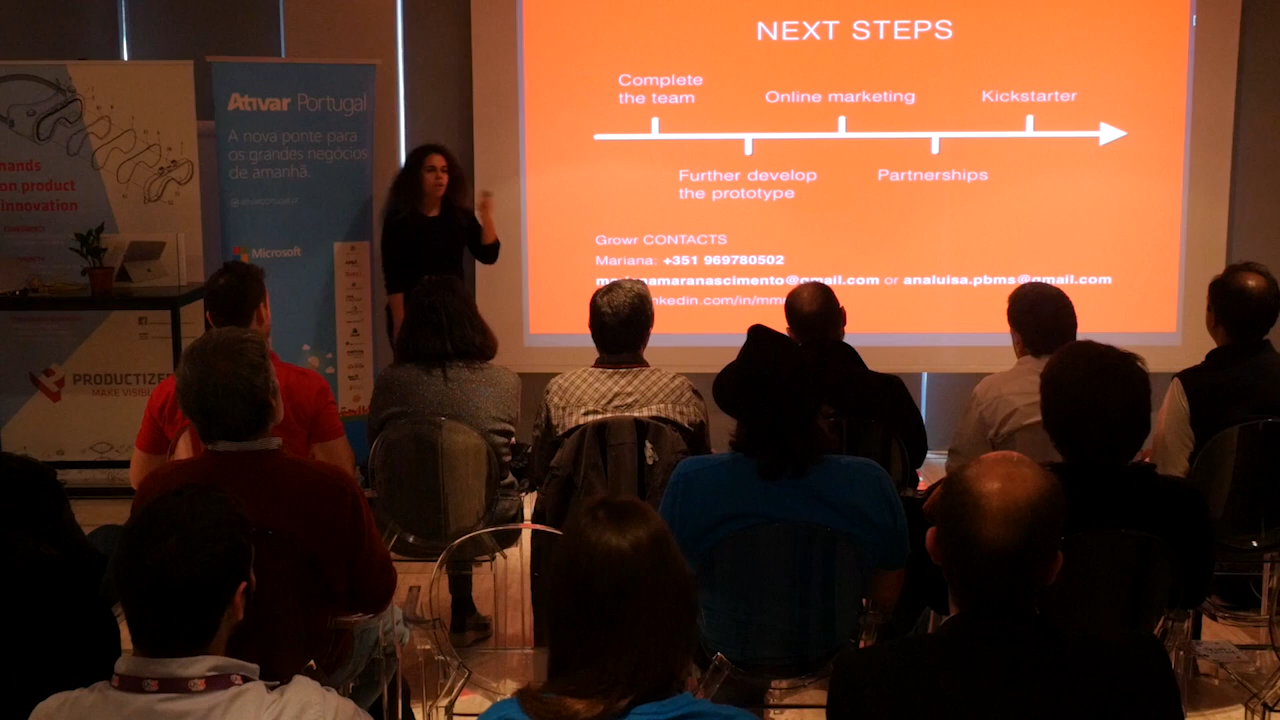 NEXT STEPS
Complete
the team
Online marketing
Kickstarter
Further develop
the prototype
Partnerships
Growr CONTACTS
Mariana: +351 969780502
analuisa.pbms@gmail.com
Ativar Portugal
A nova ponte para
os grandes negócios
de amanhã.
Microsoft
hands
on product
innovation
PRODUCTIZE
MAKE VISIBL